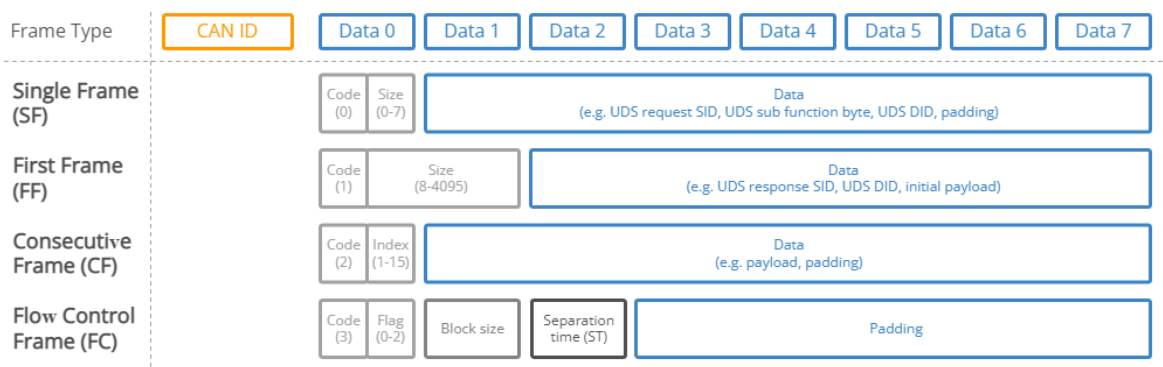 Frame Type CAN ID Data 0 Data 1 Data 2 Data 3 Data 4 Data 5 Data 6 Data 7
Single Frame
(SF)
Code
(0)
Size
(0-7)
Data
(e.g. UDS request SID, UDS sub function byte, UDS DID, padding)
First Frame
(FF)
Code
(1)
Size
(8-4095)
Data
(e.g. UDS response SID, UDS DID, initial payload)
Consecutive
Frame (CF)
Code
(2)
Index
(1-15)
Data
(e.g. payload, padding)
Flow Control
Frame (FC)
Code
(3)
Flag
(0-2)
Block size
Separation
time (ST)
Padding